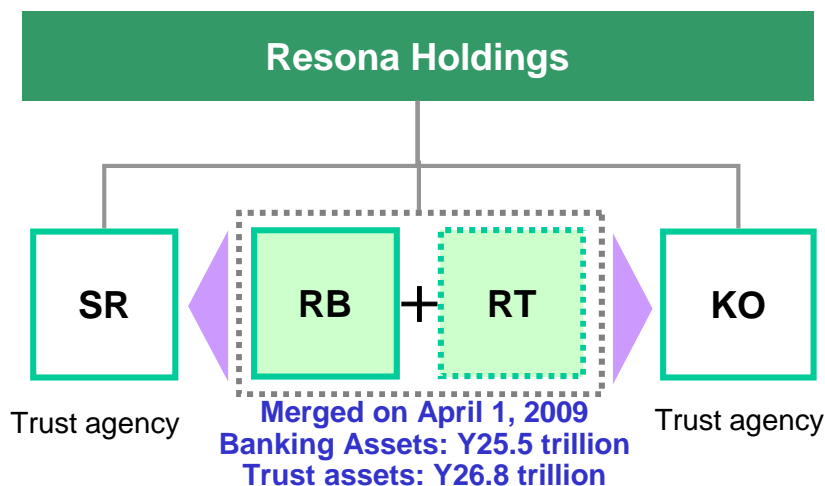 Resona Holdings
SR
RB
+
RT
KO
Trust agency
Merged on April 1, 2009
Banking Assets: Y25.5 trillion
Trust assets: Y26.8 trillion
Trust agency